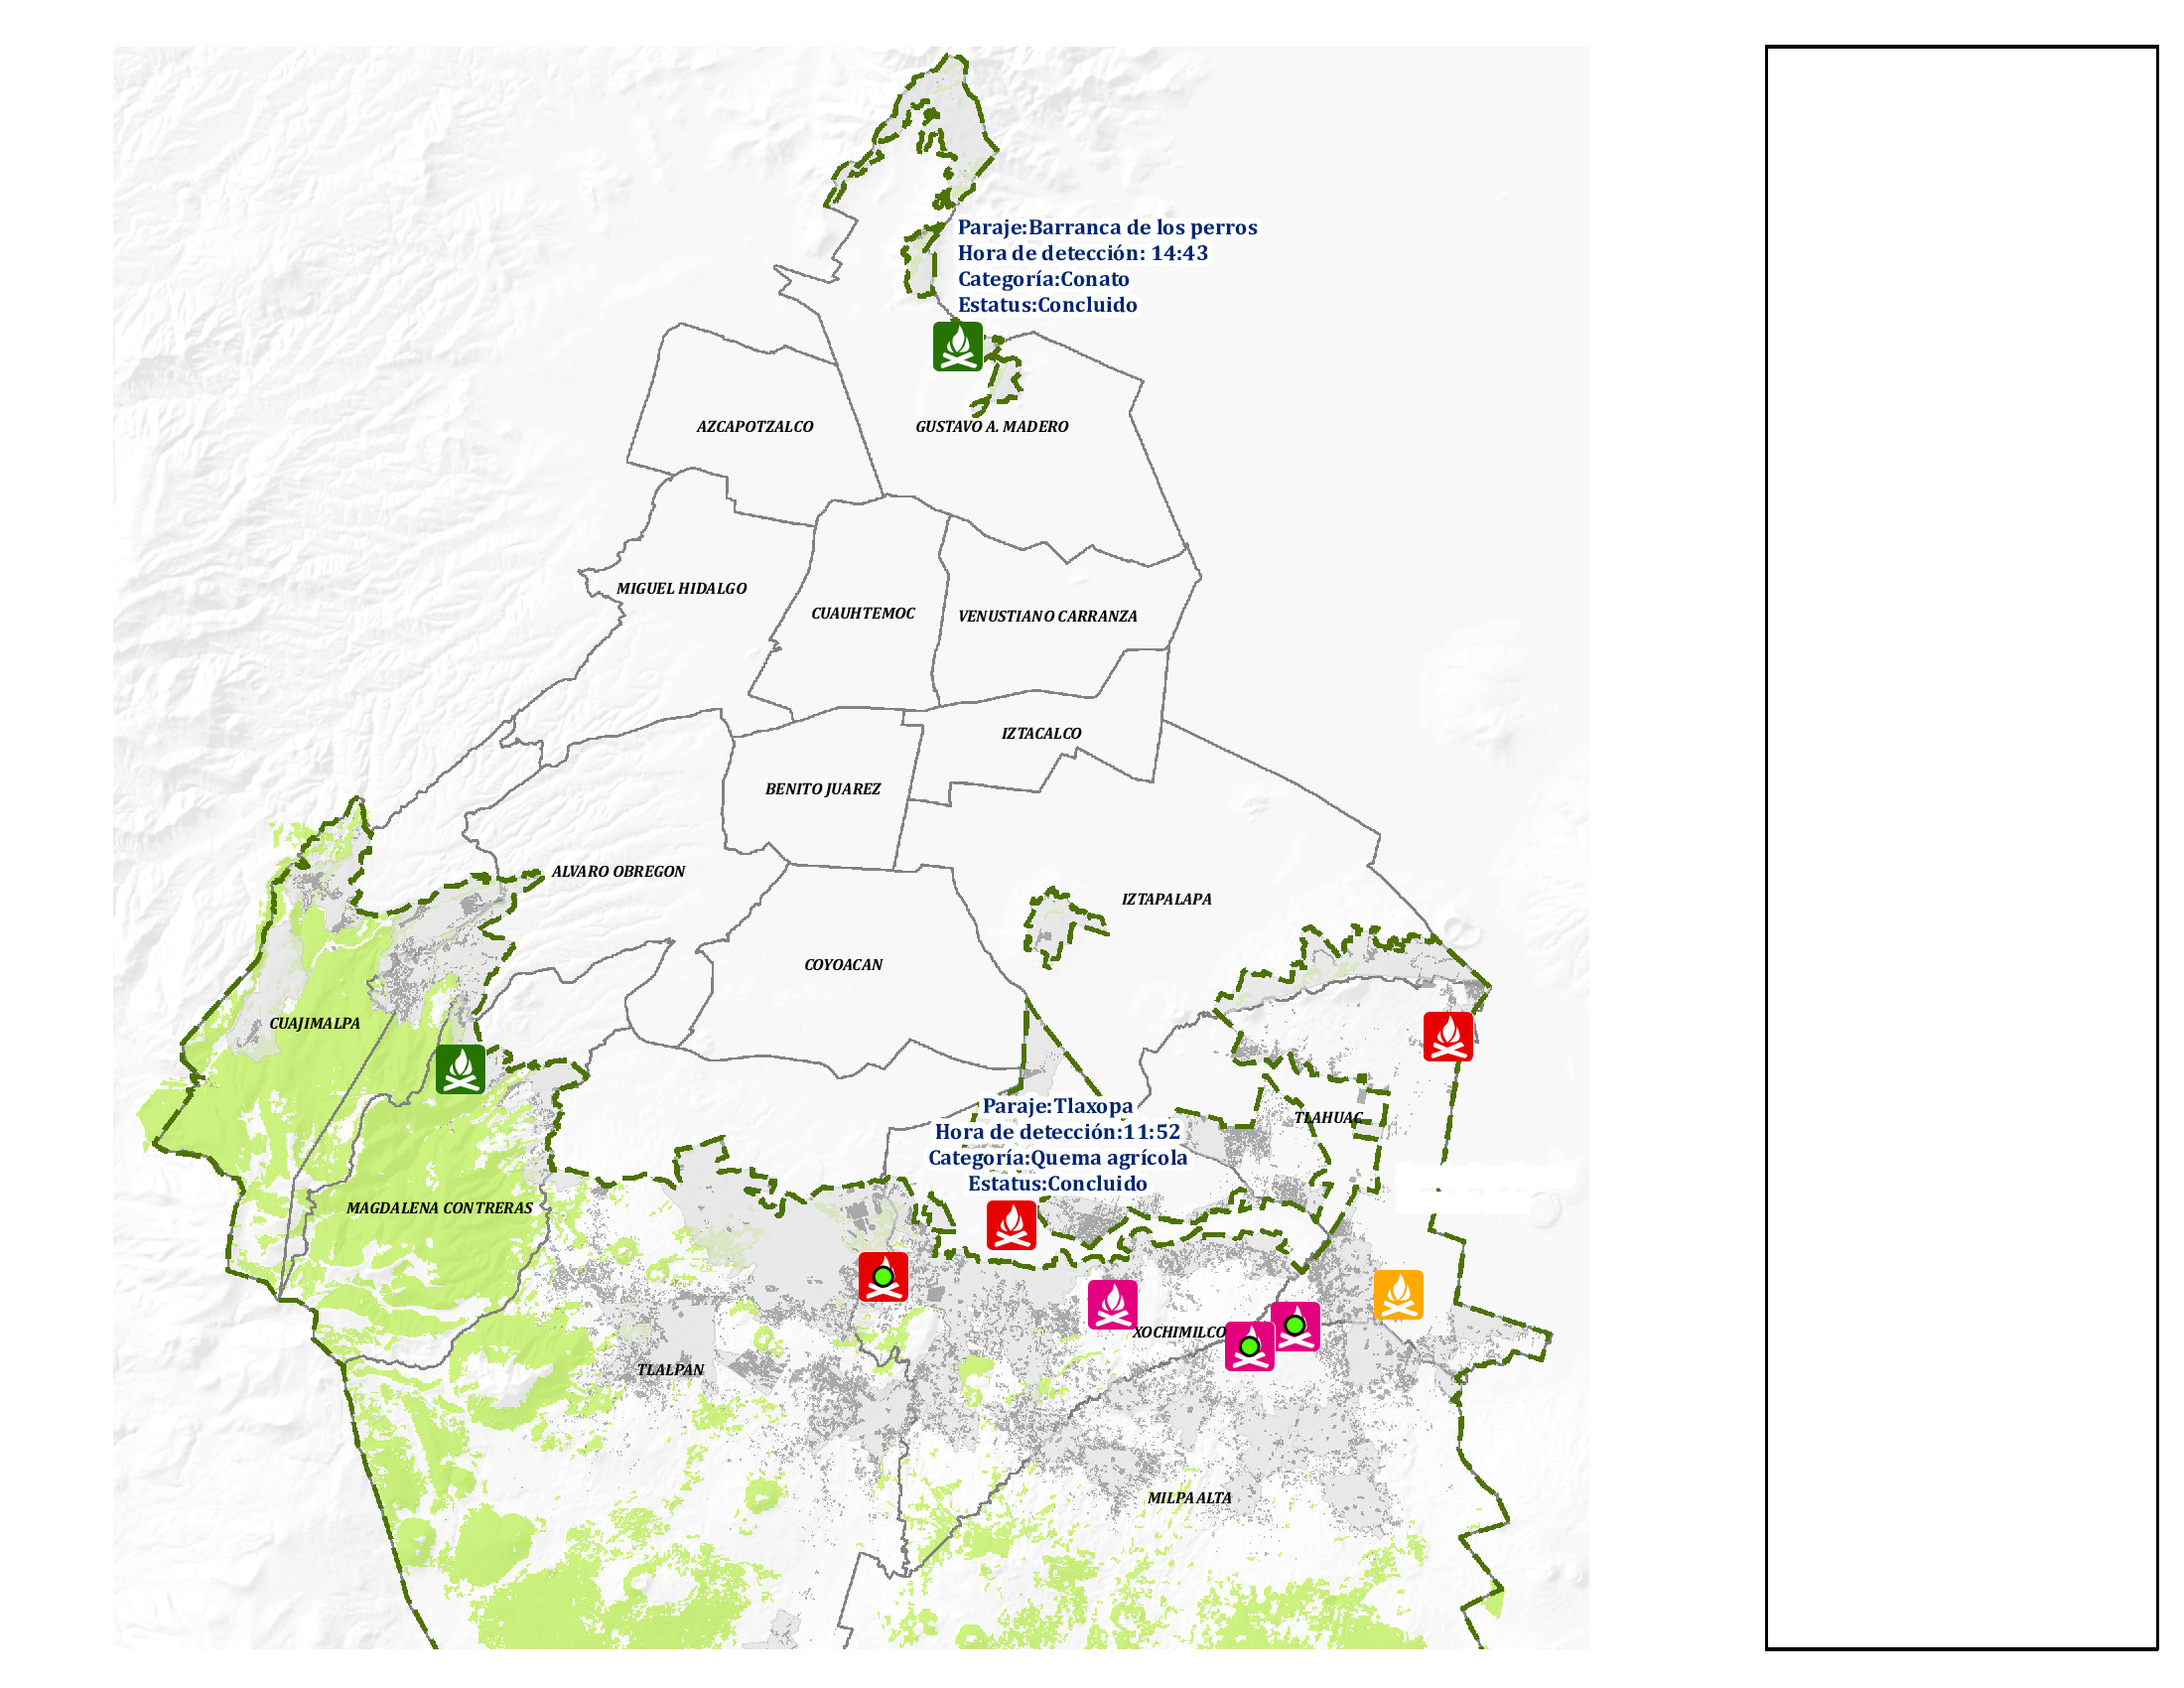 Paraje:Barranca de los perros
Hora de detección: 14:43
Categoría:Conato
Estatus:Concluido
AZCAPOTZALCO
GUSTAVO A. MADERO
MIGUEL HIDALGO
CUAUHTEMOC
VENUSTIANO CARRANZA
IZTACALCO
BENITO JUAREZ
ALVARO OBREGON
IZTAPALAPA
COYOACAN
CUAJIMALPA
Paraje:Tlaxopa
Hora de detección:11:52
Categoría:Quema agrícola
Estatus:Concluido
TLAHUAC
MAGDALENA CONTRERAS
XOCHIMILCO
TLALPAN
MILPA ALTA